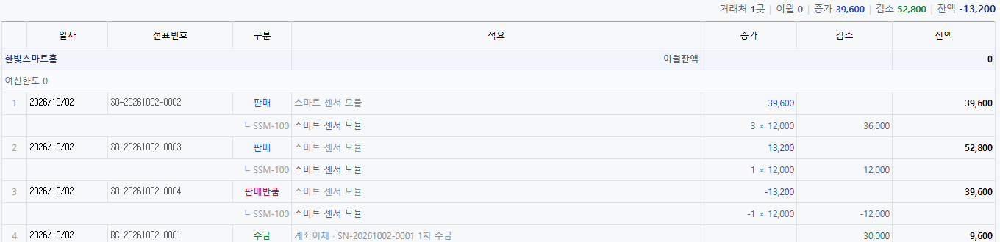 거래처 1곳 | 이월 0 | 증가 39,600 | 감소 52,800 | 잔액 -13,200
일자 전표번호 구분 적요 증가 감소 잔액
한빛스마트홈 이월잔액 0
여신한도 0
1 2026/10/02 SO-20261002-0002 판매 스마트 센서 모듈 39,600 39,600
ㄴ SSM-100 스마트 센서 모듈 3 × 12,000 36,000
2 2026/10/02 SO-20261002-0003 판매 스마트 센서 모듈 13,200 52,800
ㄴ SSM-100 스마트 센서 모듈 1 × 12,000 12,000
3 2026/10/02 SO-20261002-0004 판매반품 스마트 센서 모듈 -13,200 39,600
ㄴ SSM-100 스마트 센서 모듈 -1 × 12,000 -12,000
4 2026/10/02 RC-20261002-0001 수금 계좌이체 · SN-20261002-0001 1차 수금 30,000 9,600